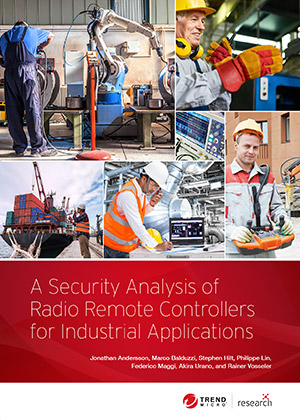 A Security Analysis of
Radio Remote Controllers
for Industrial Applications
Jonathan Andersson, Marco Balduzzi, Stephen Hilt, Philippe Lin,
Federico Maggi, Akira Urano, and Rainer Vosseler
TREND
MICRO
research